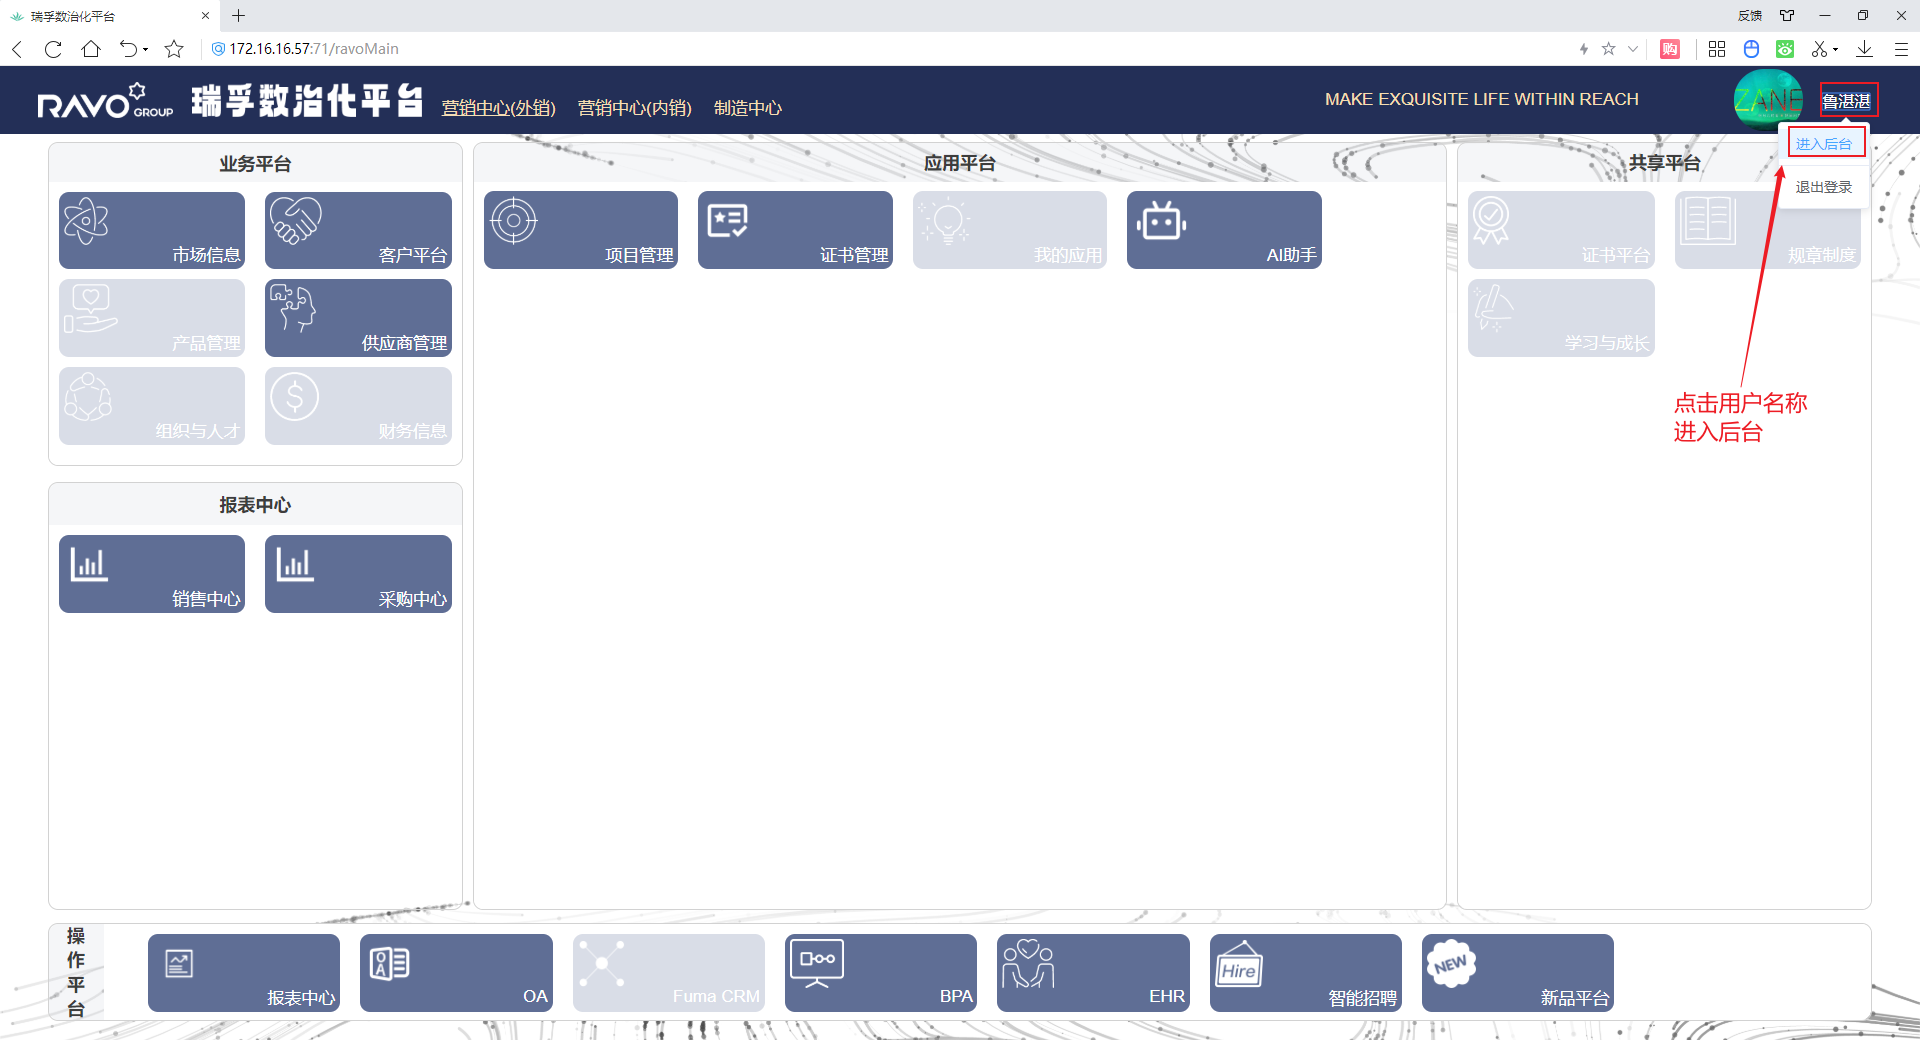 瑞孚数治化平台
反馈
172.16.16.57:71/ravoMain
购
RAVO GROUP
瑞孚数治化平台
营销中心(外销)
营销中心(内销)
制造中心
MAKE EXQUISITE LIFE WITHIN REACH
ZANE
鲁湛湛
进入后台
退出登录
业务平台
市场信息
客户平台
产品管理
供应商管理
组织与人才
财务信息
报表中心
销售中心
采购中心
应用平台
项目管理
证书管理
我的应用
AI助手
共享平台
证书平台
规章制度
学习与成长
点击用户名称
进入后台
操作平台
报表中心
OA
OA
Fuma CRM
BPA
EHR
Hire
智能招聘
NEW
新品平台